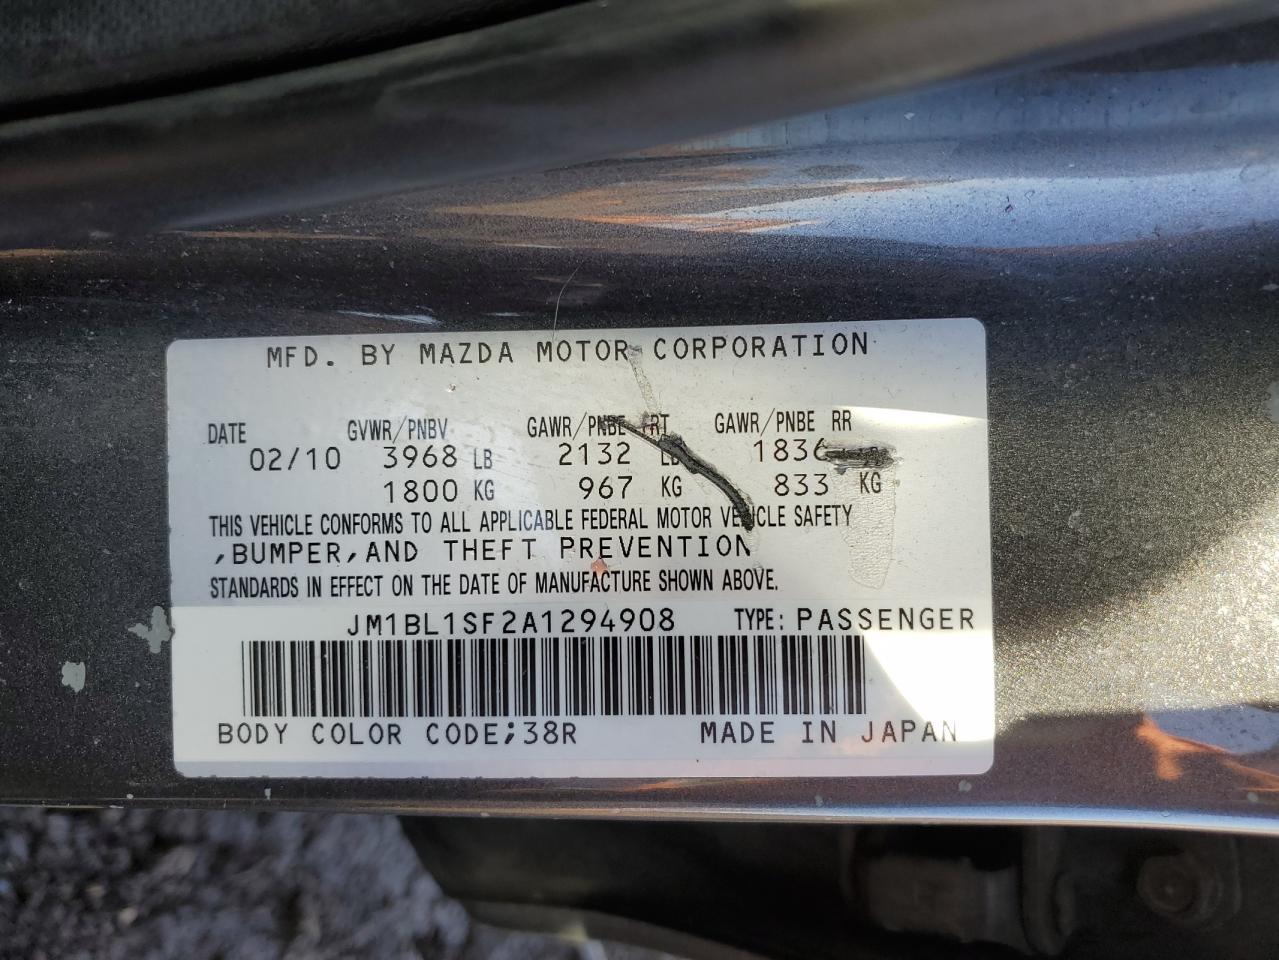 MFD. BY MAZDA MOTOR CORPORATION
DATE GVWR/PNBV GAWR/PNBE FRT GAWR/PNBE RR
02/10 3968 LB 2132 LB 1836
1800 KG 967 KG 833 KG
THIS VEHICLE CONFORMS TO ALL APPLICABLE FEDERAL MOTOR VEHICLE SAFETY
,BUMPER,AND THEFT PREVENTION
STANDARDS IN EFFECT ON THE DATE OF MANUFACTURE SHOWN ABOVE.
JM1BL1SF2A1294908 TYPE: PASSENGER
BODY COLOR CODE;38R MADE IN JAPAN